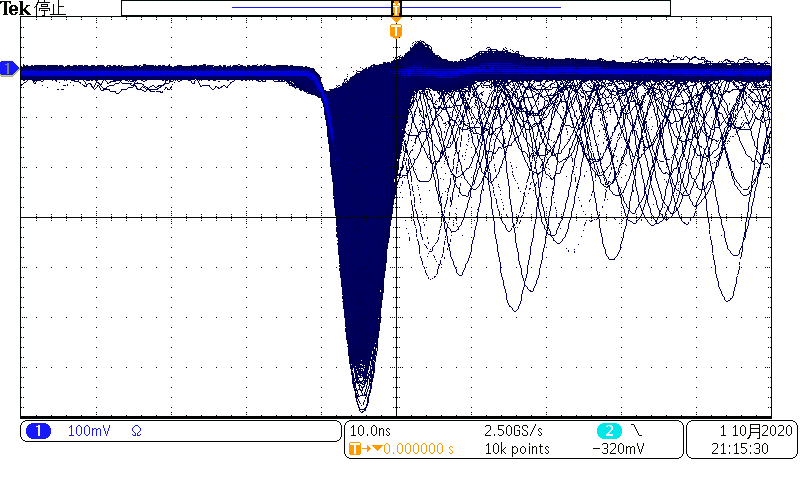 Tek 停止
T
T
1
1 100mV Ω
10.0ns 2.50GS/s 2
T→▼0.000000 s 10k points −320mV
1 10月2020
21:15:30